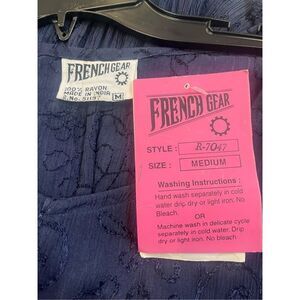 FRENCH GEAR
100% RAYON
MADE IN INDIA
S.No. 51197
M
FRENCH GEAR
STYLE : R-7047
SIZE : MEDIUM
Washing Instructions :
Hand wash separately in cold
water drip dry or light iron. No
Bleach.
OR
Machine wash in delicate cycle
separately in cold water. Drip
dry or light iron. No Bleach.